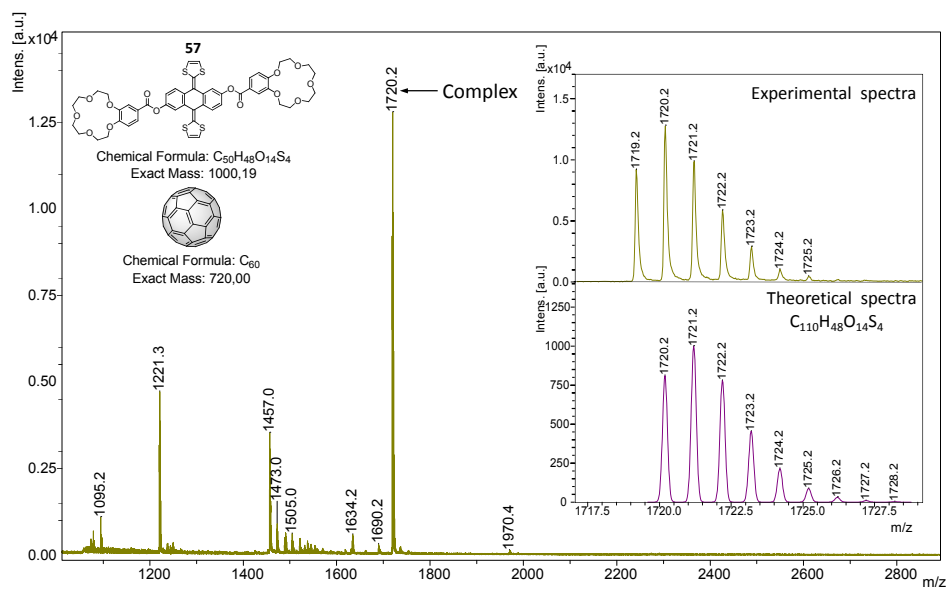 Intens. [a.u.]
x10⁴
57
S
S
S
S
O
O
O
O
O
O
O
O
O
O
O
O
O
O
Chemical Formula: C₅₀H₄₈O₁₄S₄
Exact Mass: 1000,19
Chemical Formula: C₆₀
Exact Mass: 720,00
1.25
1.00
0.75
0.50
0.25
0.00
1095.2
1221.3
1457.0
1473.0
1505.0
1634.2
1690.2
1720.2
1970.4
Complex
1200
1400
1600
1800
2000
2200
2400
2600
2800
m/z
Intens. [a.u.]
x10⁴
Experimental spectra
1.5
1.0
0.5
0.0
1719.2
1720.2
1721.2
1722.2
1723.2
1724.2
1725.2
Intens. [a.u.]
Theoretical spectra
C₁₁₀H₄₈O₁₄S₄
1250
1000
750
500
250
0
1720.2
1721.2
1722.2
1723.2
1724.2
1725.2
1726.2
1727.2
1728.2
1717.5
1720.0
1722.5
1725.0
1727.5
m/z